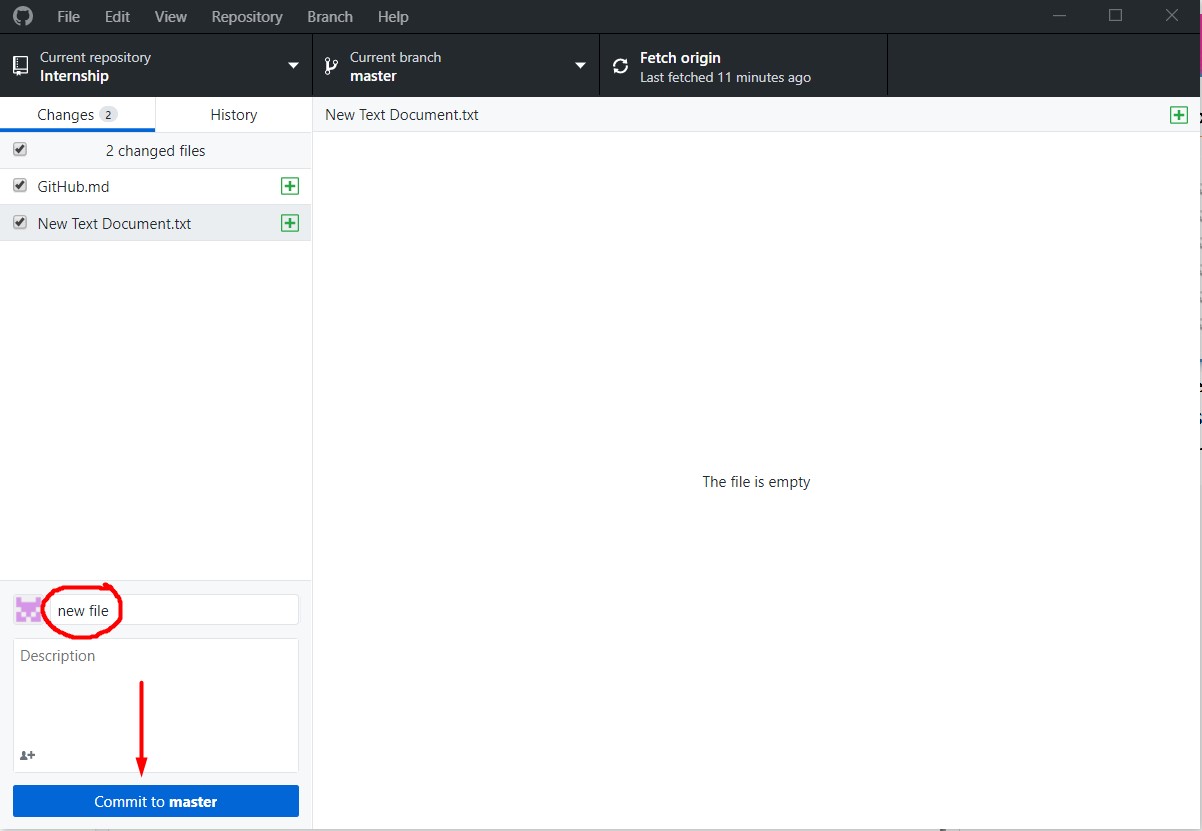 File Edit View Repository Branch Help
Current repository
Internship
Current branch
master
Fetch origin
Last fetched 11 minutes ago
Changes 2
History
New Text Document.txt
2 changed files
GitHub.md
New Text Document.txt
The file is empty
new file
Description
Commit to master